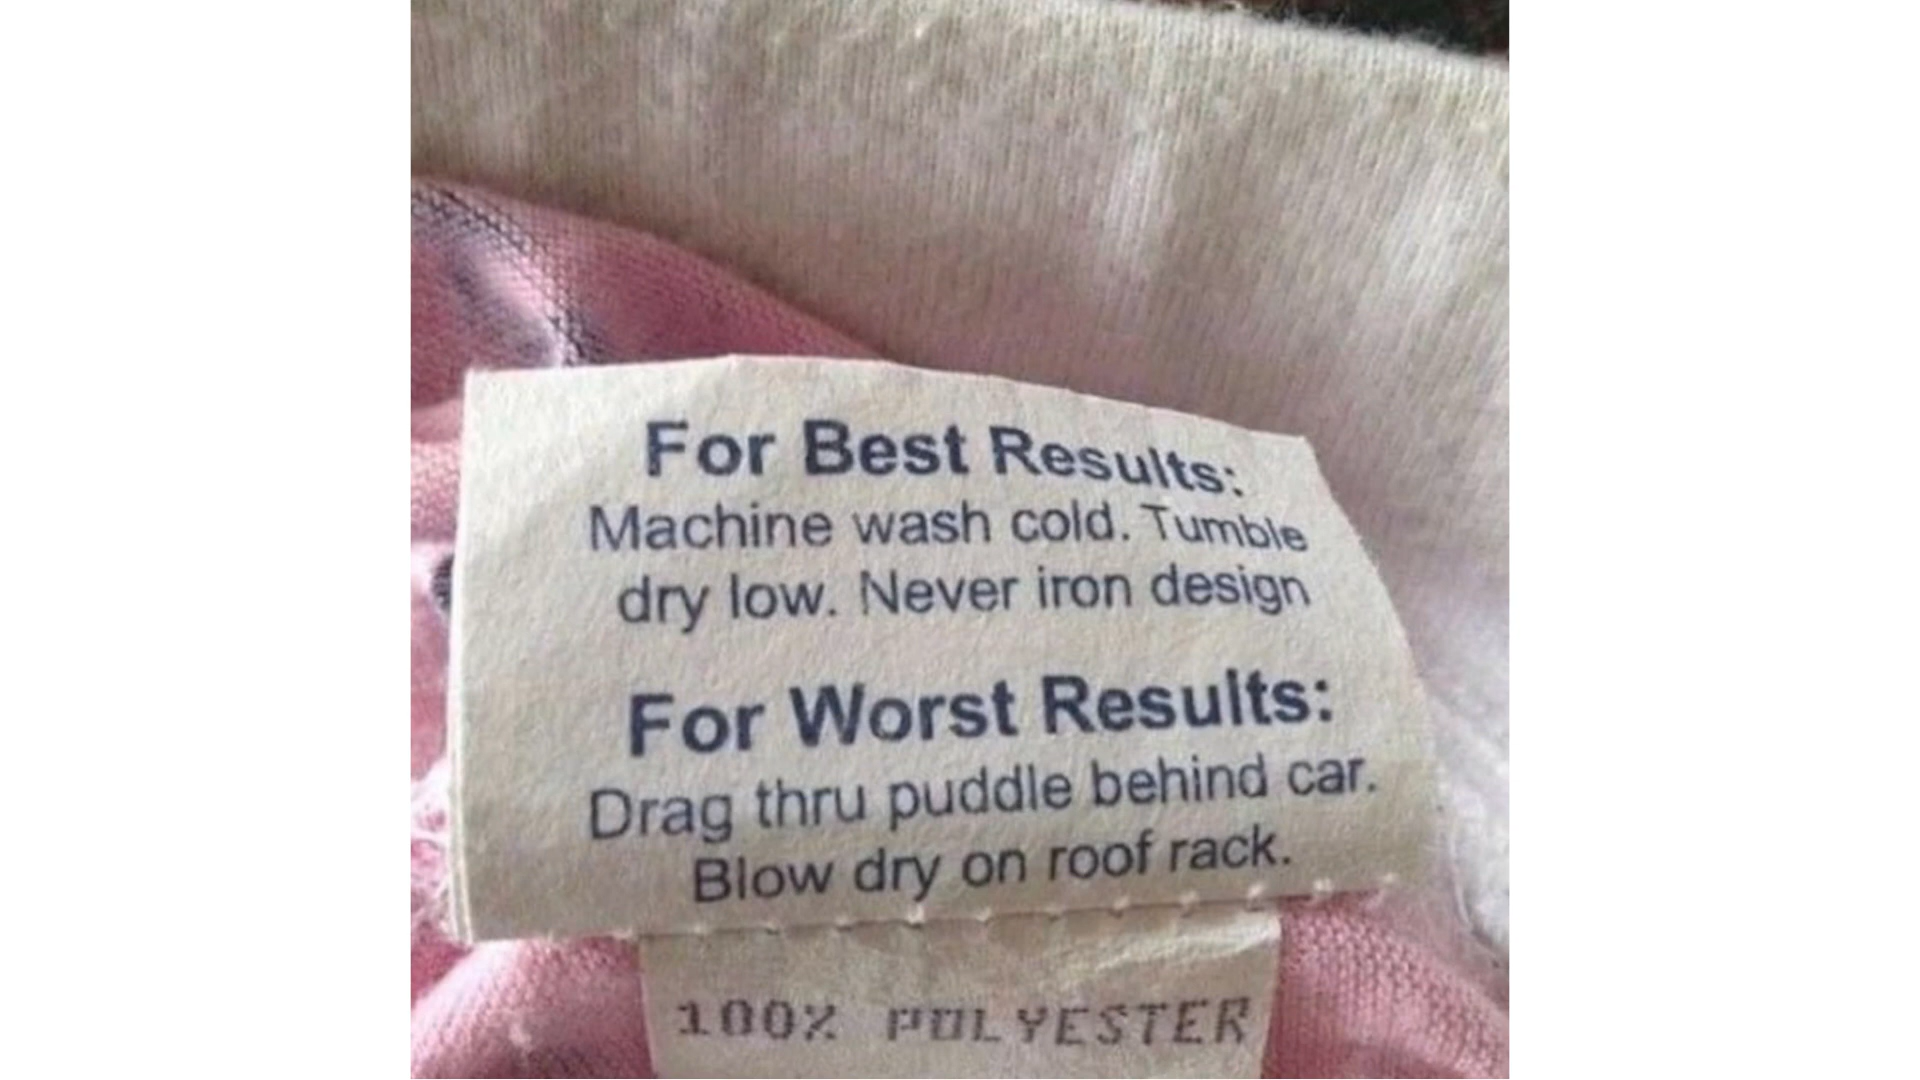 For Best Results:
Machine wash cold. Tumble
dry low. Never iron design
For Worst Results:
Drag thru puddle behind car.
Blow dry on roof rack.
100% POLYESTER